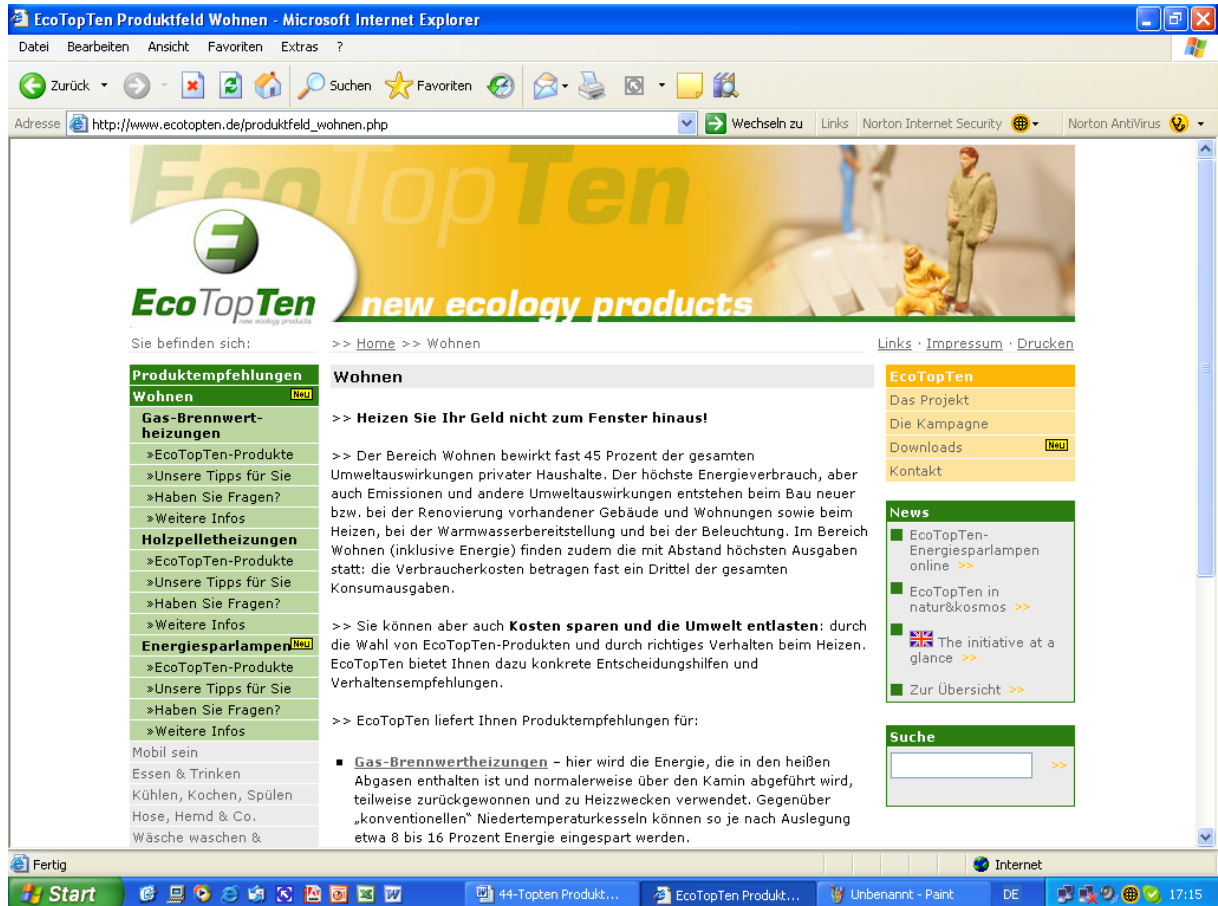 EcoTopTen Produktfeld Wohnen - Microsoft Internet Explorer
Datei Bearbeiten Ansicht Favoriten Extras ?
Zurück Suchen Favoriten
Adresse http://www.ecotopten.de/produktfeld_wohnen.php Wechseln zu Links Norton Internet Security Norton AntiVirus
EcoTopTen
EcoTopTen
new ecology products
new ecology products
Sie befinden sich: >> Home >> Wohnen Links · Impressum · Drucken
Produktempfehlungen
Wohnen Neu
Gas-Brennwert-
heizungen
»EcoTopTen-Produkte
»Unsere Tipps für Sie
»Haben Sie Fragen?
»Weitere Infos
Holzpelletheizungen
»EcoTopTen-Produkte
»Unsere Tipps für Sie
»Haben Sie Fragen?
»Weitere Infos
Energiesparlampen Neu
»EcoTopTen-Produkte
»Unsere Tipps für Sie
»Haben Sie Fragen?
»Weitere Infos
Mobil sein
Essen & Trinken
Kühlen, Kochen, Spülen
Hose, Hemd & Co.
Wäsche waschen &
Wohnen
>> Heizen Sie Ihr Geld nicht zum Fenster hinaus!
>> Der Bereich Wohnen bewirkt fast 45 Prozent der gesamten
Umweltauswirkungen privater Haushalte. Der höchste Energieverbrauch, aber
auch Emissionen und andere Umweltauswirkungen entstehen beim Bau neuer
bzw. bei der Renovierung vorhandener Gebäude und Wohnungen sowie beim
Heizen, bei der Warmwasserbereitstellung und bei der Beleuchtung. Im Bereich
Wohnen (inklusive Energie) finden zudem die mit Abstand höchsten Ausgaben
statt: die Verbraucherkosten betragen fast ein Drittel der gesamten
Konsumausgaben.
>> Sie können aber auch Kosten sparen und die Umwelt entlasten: durch
die Wahl von EcoTopTen-Produkten und durch richtiges Verhalten beim Heizen.
EcoTopTen bietet Ihnen dazu konkrete Entscheidungshilfen und
Verhaltensempfehlungen.
>> EcoTopTen liefert Ihnen Produktempfehlungen für:
Gas-Brennwertheizungen – hier wird die Energie, die in den heißen
Abgasen enthalten ist und normalerweise über den Kamin abgeführt wird,
teilweise zurückgewonnen und zu Heizzwecken verwendet. Gegenüber
„konventionellen“ Niedertemperaturkesseln können so je nach Auslegung
etwa 8 bis 16 Prozent Energie eingespart werden.
EcoTopTen
Das Projekt
Die Kampagne
Downloads Neu
Kontakt
News
EcoTopTen-
Energiesparlampen
online >>
EcoTopTen in
natur&kosmos >>
The initiative at a
glance >>
Zur Übersicht >>
Suche
>>
Fertig Internet
Start 44-Topten Produkt... EcoTopTen Produkt... Unbenannt - Paint DE 17:15